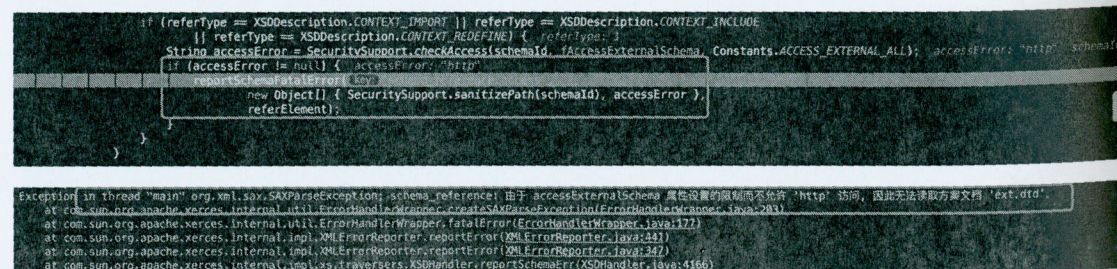 if (referType == XSDDescription.CONTEXT_IMPORT || referType == XSDDescription.CONTEXT_INCLUDE
|| referType == XSDDescription.CONTEXT_REDEFINE) { referType: 3
String accessError = SecuritySupport.checkAccess(schemaId, fAccessExternalSchema, Constants.ACCESS_EXTERNAL_ALL); accessError: "http" schemaId
if (accessError != null) { accessError: "http"
reportSchemaFatalError( key:
new Object[] { SecuritySupport.sanitizePath(schemaId), accessError },
referElement);
}
}
}
Exception in thread "main" org.xml.sax.SAXParseException; schema_reference: 由于 accessExternalSchema 属性设置的限制而不允许 'http' 访问, 因此无法读取方案文档 'ext.dtd'.
at com.sun.org.apache.xerces.internal.util.ErrorHandlerWrapper.createSAXParseException(ErrorHandlerWrapper.java:203)
at com.sun.org.apache.xerces.internal.util.ErrorHandlerWrapper.fatalError(ErrorHandlerWrapper.java:177)
at com.sun.org.apache.xerces.internal.impl.XMLErrorReporter.reportError(XMLErrorReporter.java:441)
at com.sun.org.apache.xerces.internal.impl.XMLErrorReporter.reportError(XMLErrorReporter.java:347)
at com.sun.org.apache.xerces.internal.impl.xs.traversers.XSDHandler.reportSchemaErr(XSDHandler.java:4166)